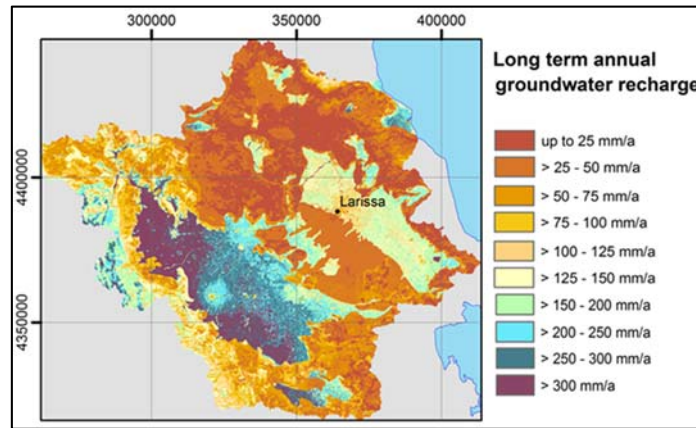 300000 350000 400000
Long term annual
groundwater recharge
4400000
4350000
Larissa
up to 25 mm/a
> 25 - 50 mm/a
> 50 - 75 mm/a
> 75 - 100 mm/a
> 100 - 125 mm/a
> 125 - 150 mm/a
> 150 - 200 mm/a
> 200 - 250 mm/a
> 250 - 300 mm/a
> 300 mm/a